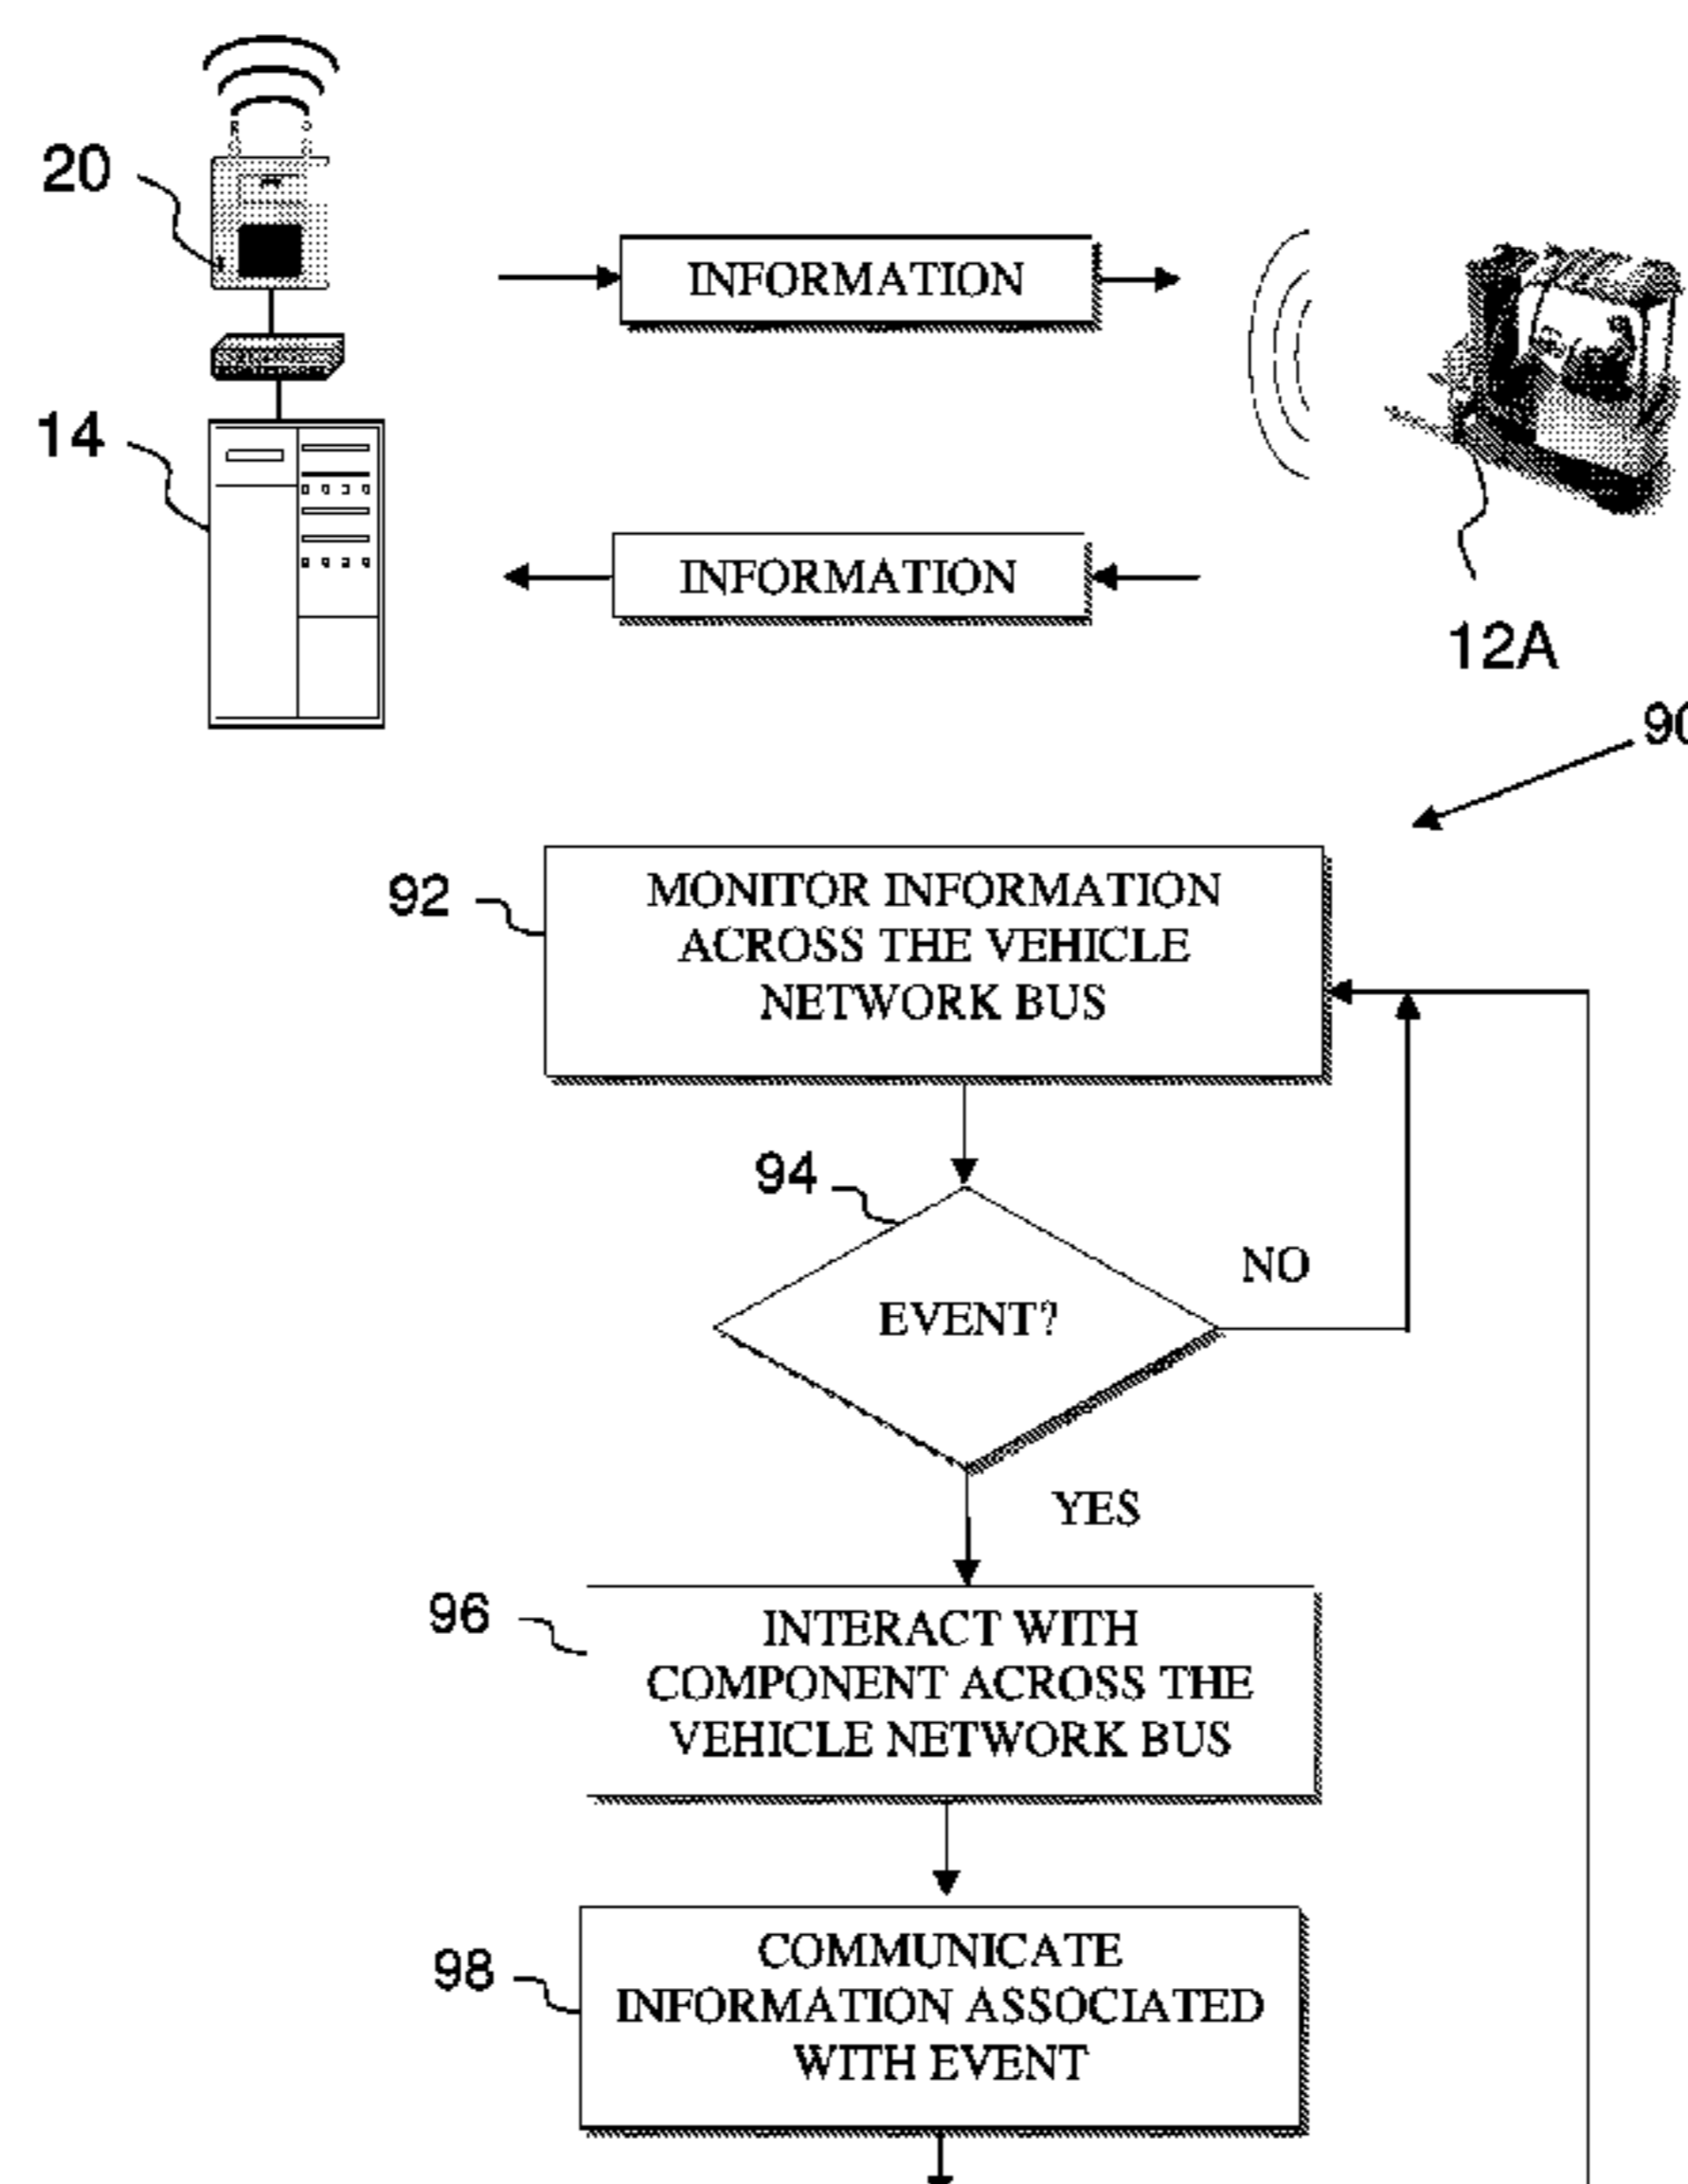 20
INFORMATION
14
INFORMATION
12A
92
MONITOR INFORMATION
ACROSS THE VEHICLE
NETWORK BUS
94
NO
EVENT?
YES
96
INTERACT WITH
COMPONENT ACROSS THE
VEHICLE NETWORK BUS
98
COMMUNICATE
INFORMATION ASSOCIATED
WITH EVENT